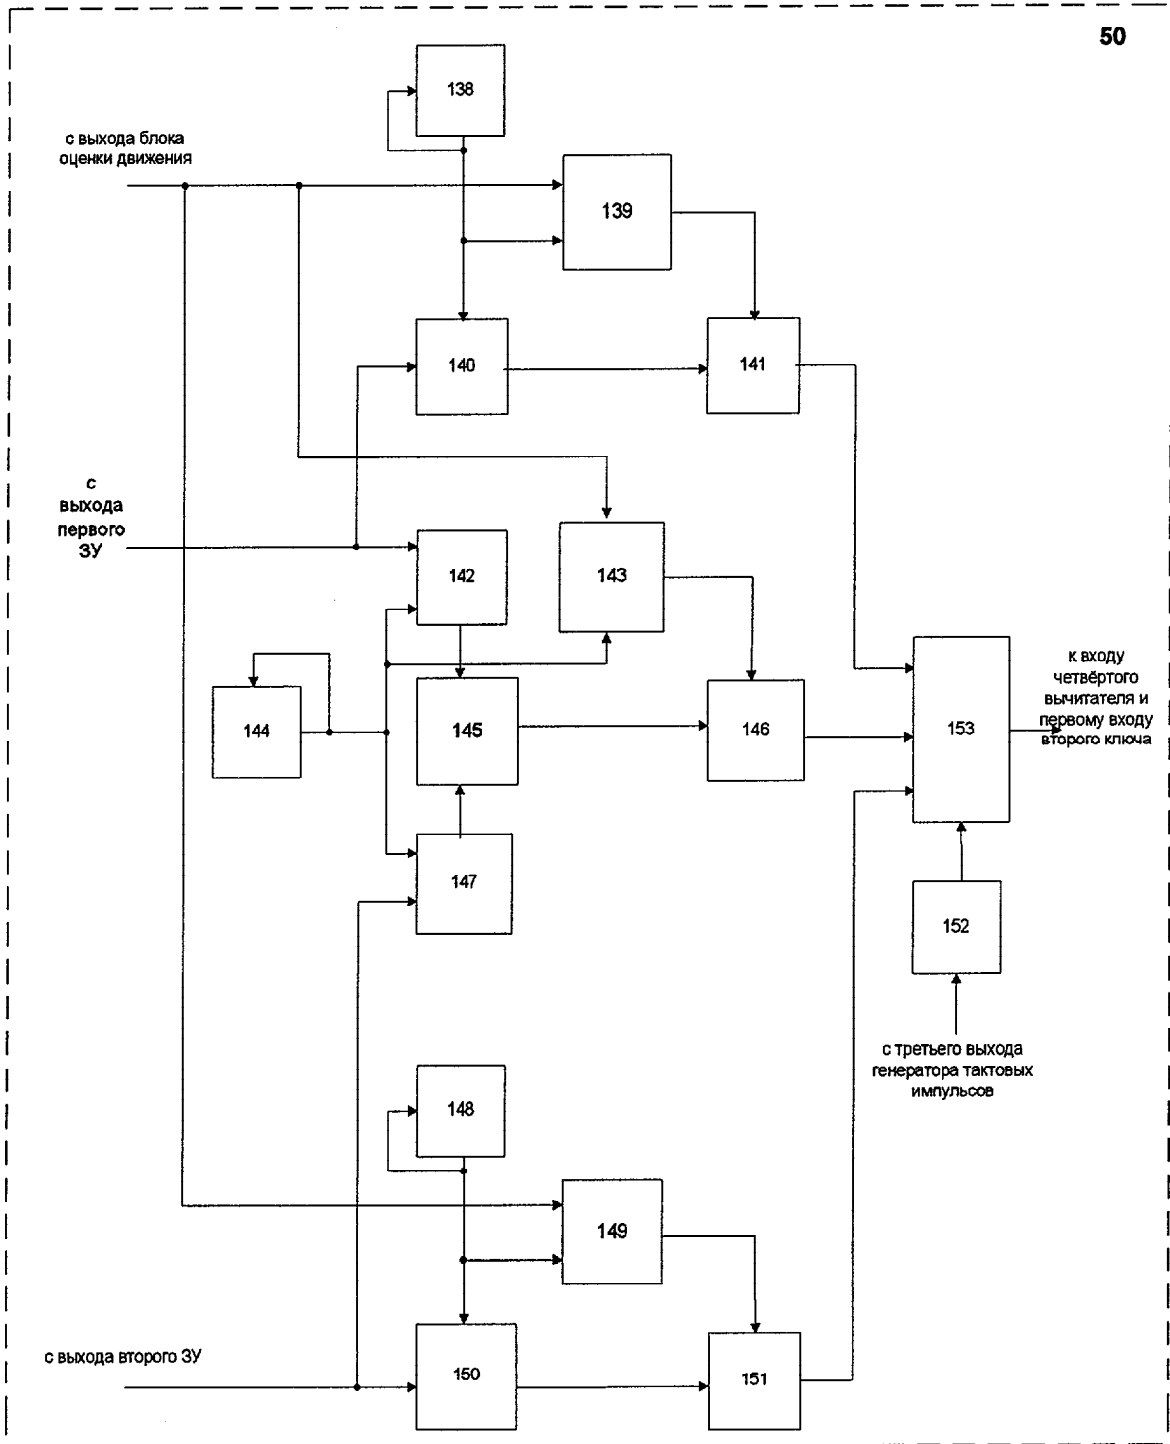 50
138
с выхода блока
оценки движения
139
140
141
с
выхода
первого
ЗУ
142
143
144
145
146
153
к входу
четвёртого
вычитателя и
первому входу
второго ключа
147
152
с третьего выхода
генератора тактовых
импульсов
148
149
с выхода второго ЗУ
150
151